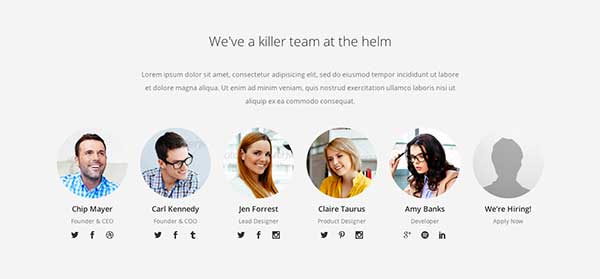 We've a killer team at the helm
Lorem ipsum dolor sit amet, consectetur adipisicing elit, sed do eiusmod tempor incididunt ut labore
et dolore magna aliqua. Ut enim ad minim veniam, quis nostrud exercitation ullamco laboris nisi ut
aliquip ex ea commodo consequat.
Chip Mayer
Founder & CEO
Carl Kennedy
Founder & COO
Jen Forrest
Lead Designer
Claire Taurus
Product Designer
Amy Banks
Developer
We're Hiring!
Apply Now